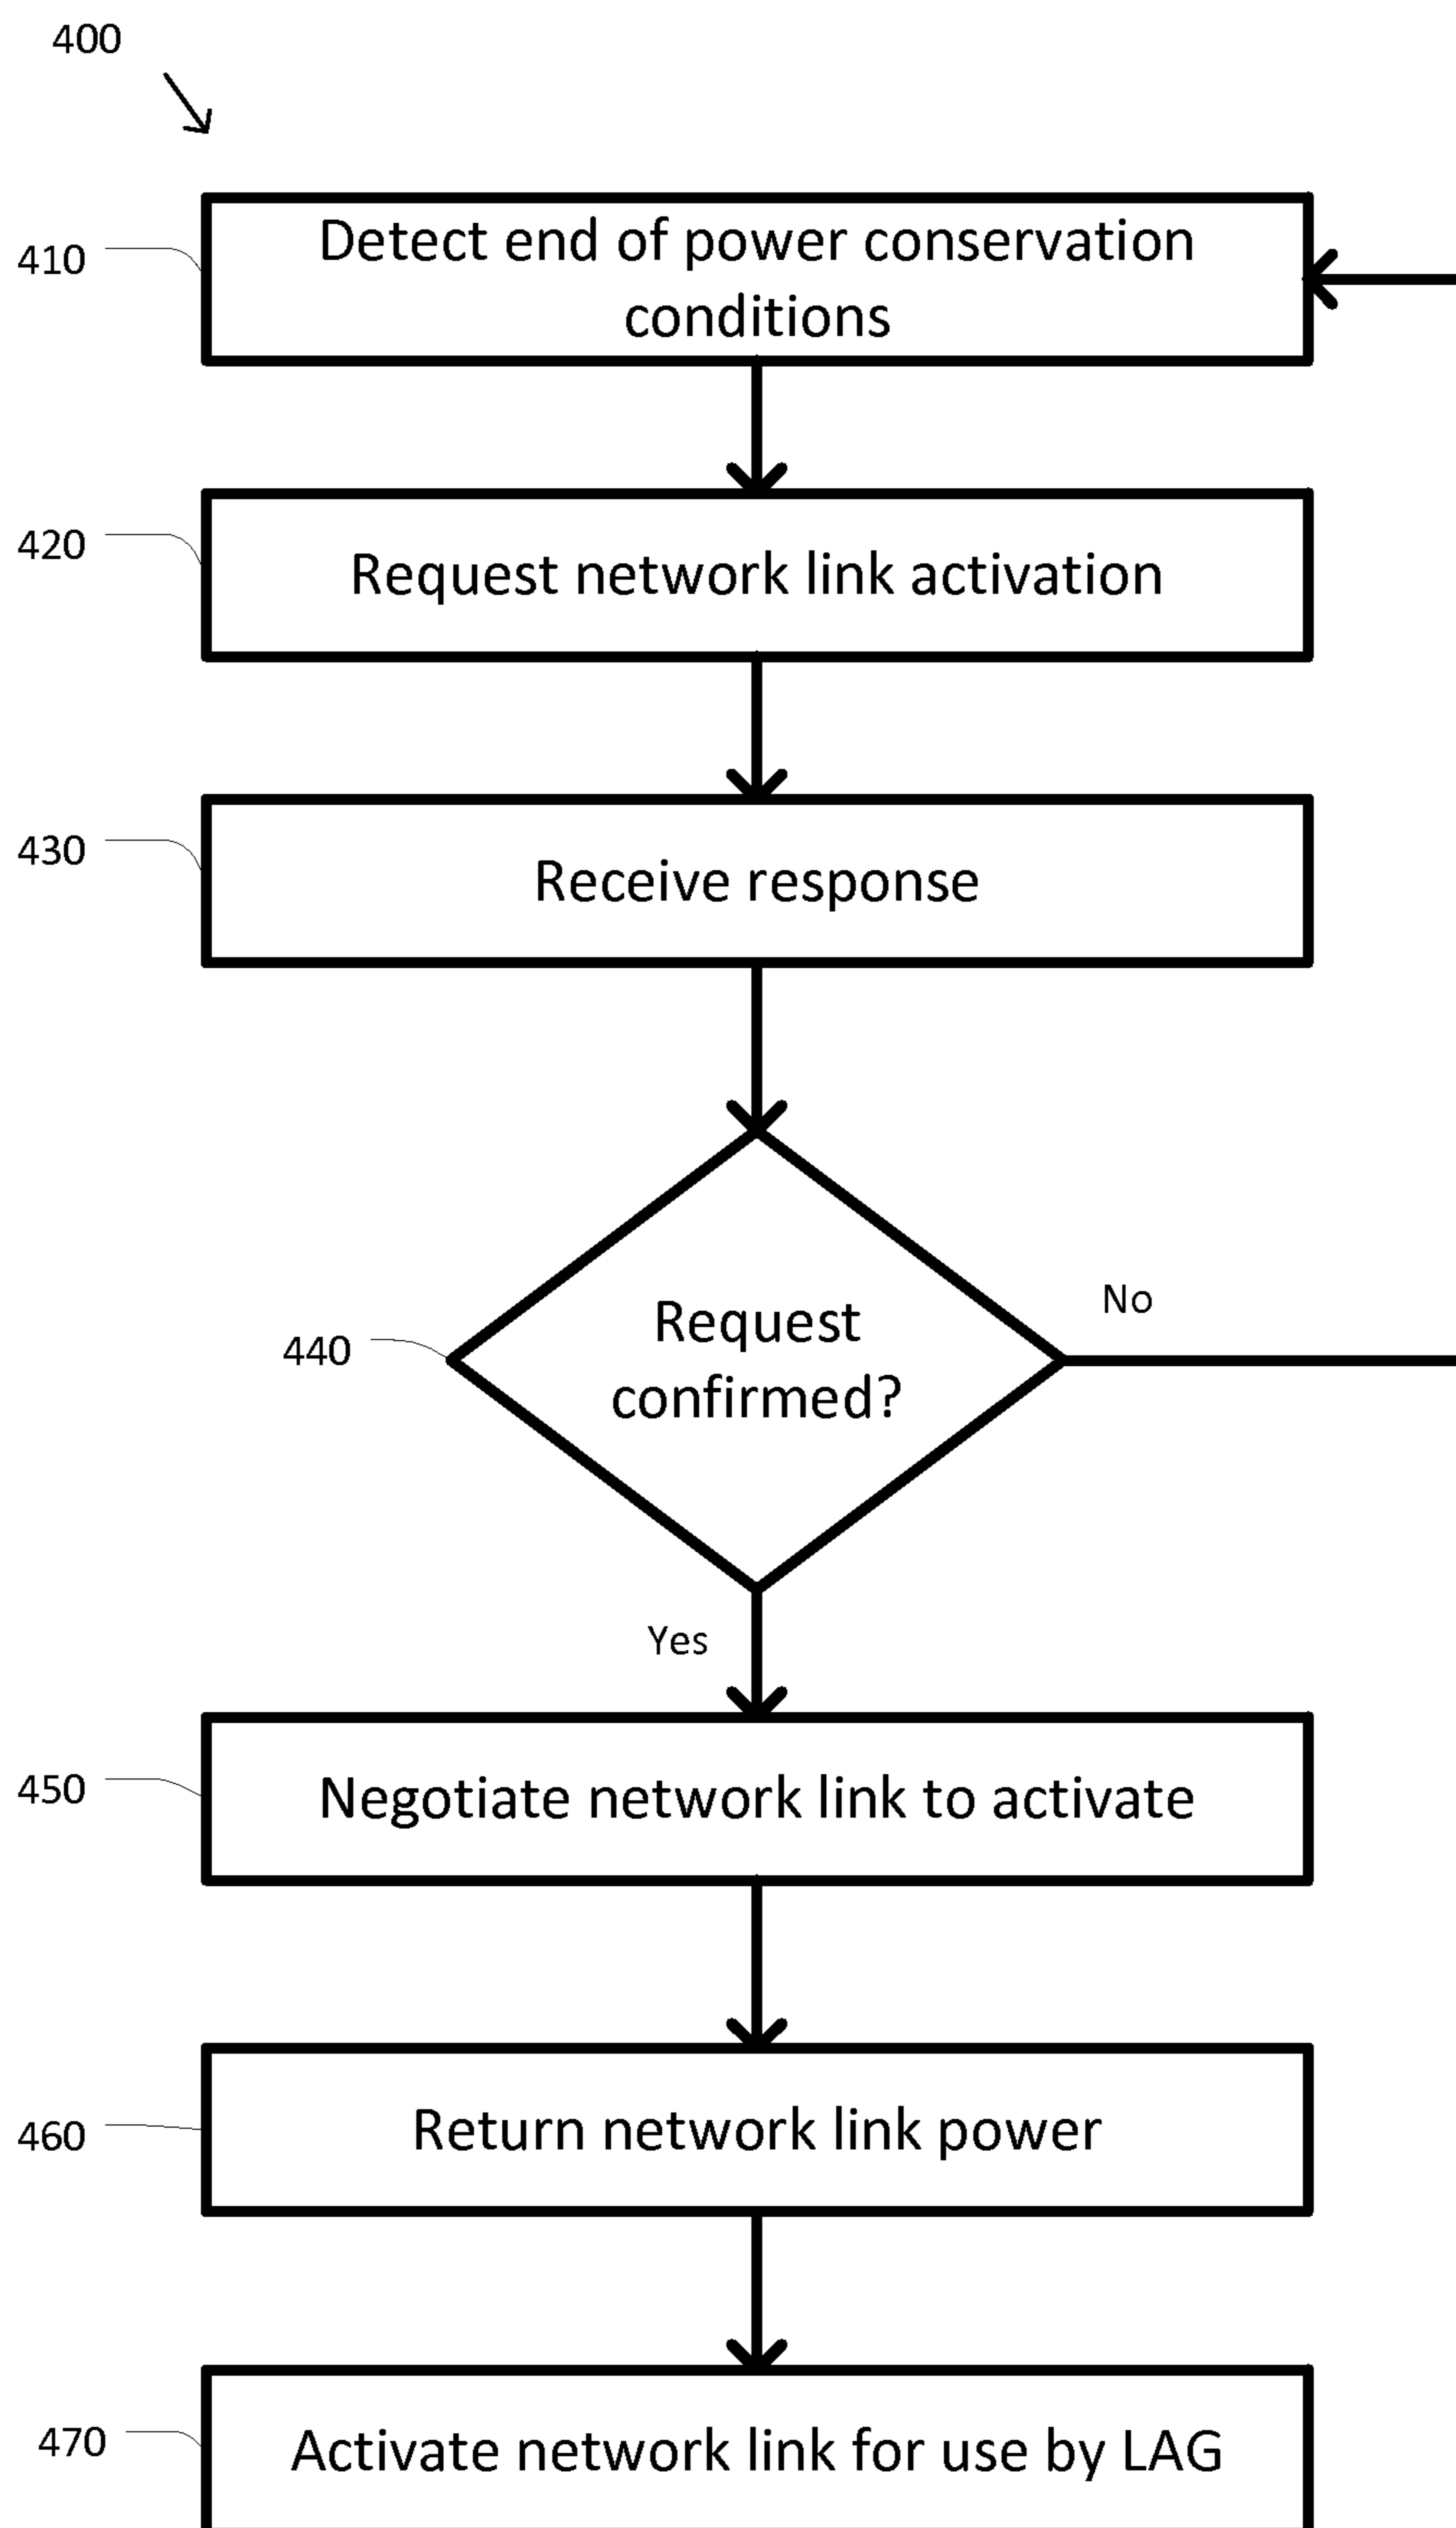 400
410
Detect end of power conservation
conditions
420
Request network link activation
430
Receive response
440
Request
confirmed?
No
Yes
450
Negotiate network link to activate
460
Return network link power
470
Activate network link for use by LAG